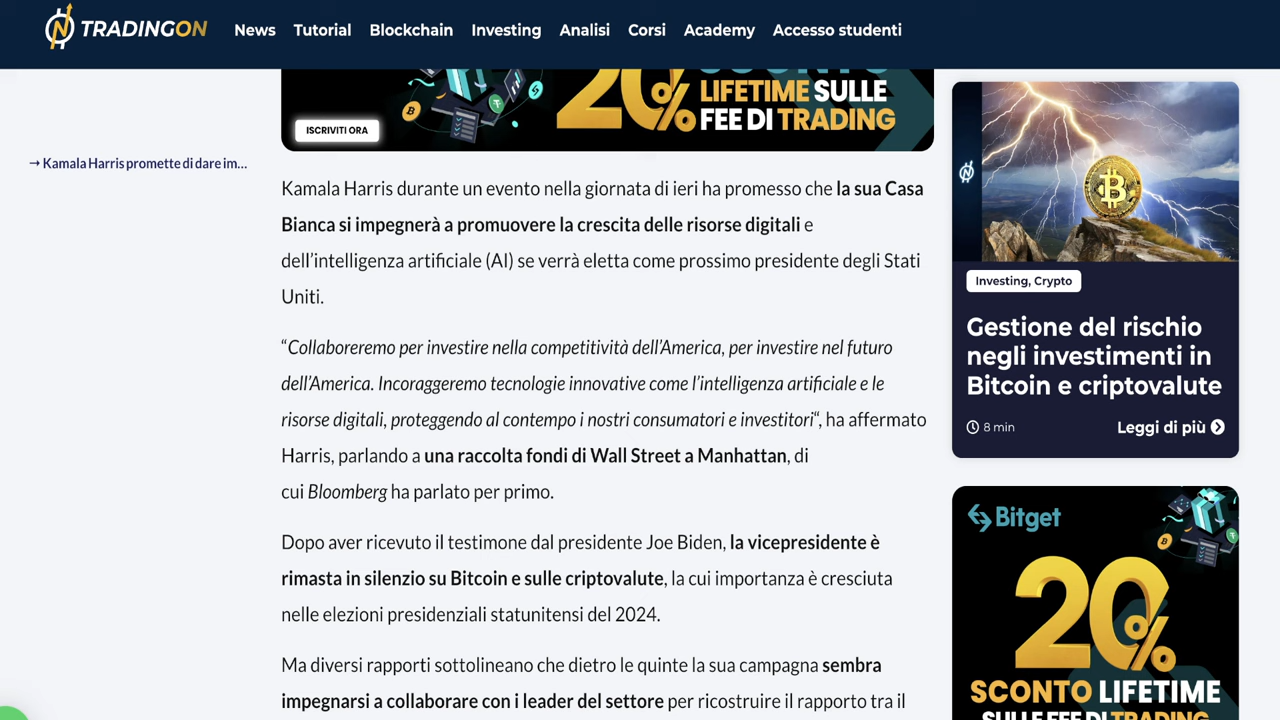 TRADINGON
News Tutorial Blockchain Investing Analisi Corsi Academy Accesso studenti
20%
LIFETIME SULLE
FEE DI TRADING
ISCRIVITI ORA
→ Kamala Harris promette di dare im...
Kamala Harris durante un evento nella giornata di ieri ha promesso che la sua Casa
Bianca si impegnerà a promuovere la crescita delle risorse digitali e
dell’intelligenza artificiale (AI) se verrà eletta come prossimo presidente degli Stati
Uniti.
“Collaboreremo per investire nella competitività dell’America, per investire nel futuro
dell’America. Incoraggeremo tecnologie innovative come l’intelligenza artificiale e le
risorse digitali, proteggendo al contempo i nostri consumatori e investitori“, ha affermato
Harris, parlando a una raccolta fondi di Wall Street a Manhattan, di
cui Bloomberg ha parlato per primo.
Dopo aver ricevuto il testimone dal presidente Joe Biden, la vicepresidente è
rimasta in silenzio su Bitcoin e sulle criptovalute, la cui importanza è cresciuta
nelle elezioni presidenziali statunitensi del 2024.
Ma diversi rapporti sottolineano che dietro le quinte la sua campagna sembra
impegnarsi a collaborare con i leader del settore per ricostruire il rapporto tra il
Investing, Crypto
Gestione del rischio
negli investimenti in
Bitcoin e criptovalute
8 min Leggi di più
Bitget
20%
SCONTO LIFETIME
SULLE FEE DI TRADING